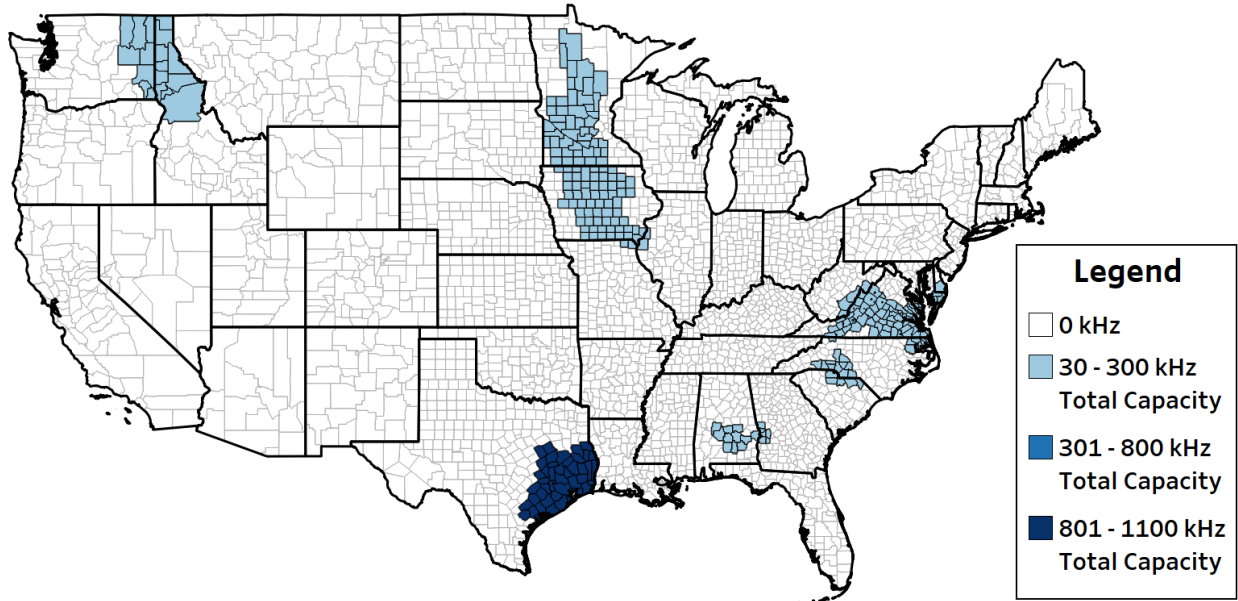 Legend
0 kHz
30 - 300 kHz
Total Capacity
301 - 800 kHz
Total Capacity
801 - 1100 kHz
Total Capacity